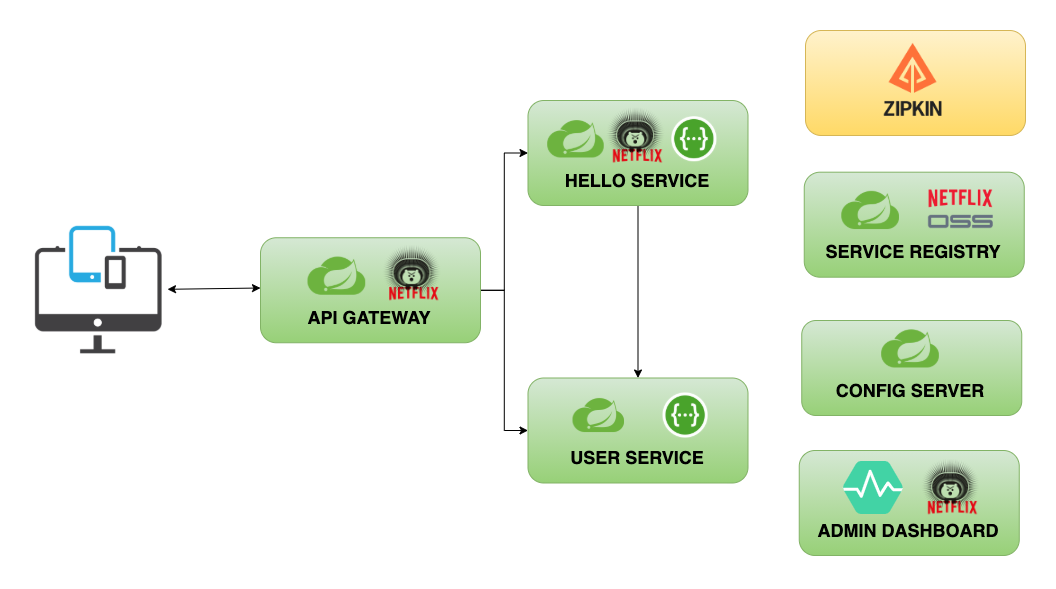 ZIPKIN
NETFLIX
{...}
HELLO SERVICE
NETFLIX
OSS
SERVICE REGISTRY
NETFLIX
API GATEWAY
CONFIG SERVER
{...}
USER SERVICE
NETFLIX
ADMIN DASHBOARD